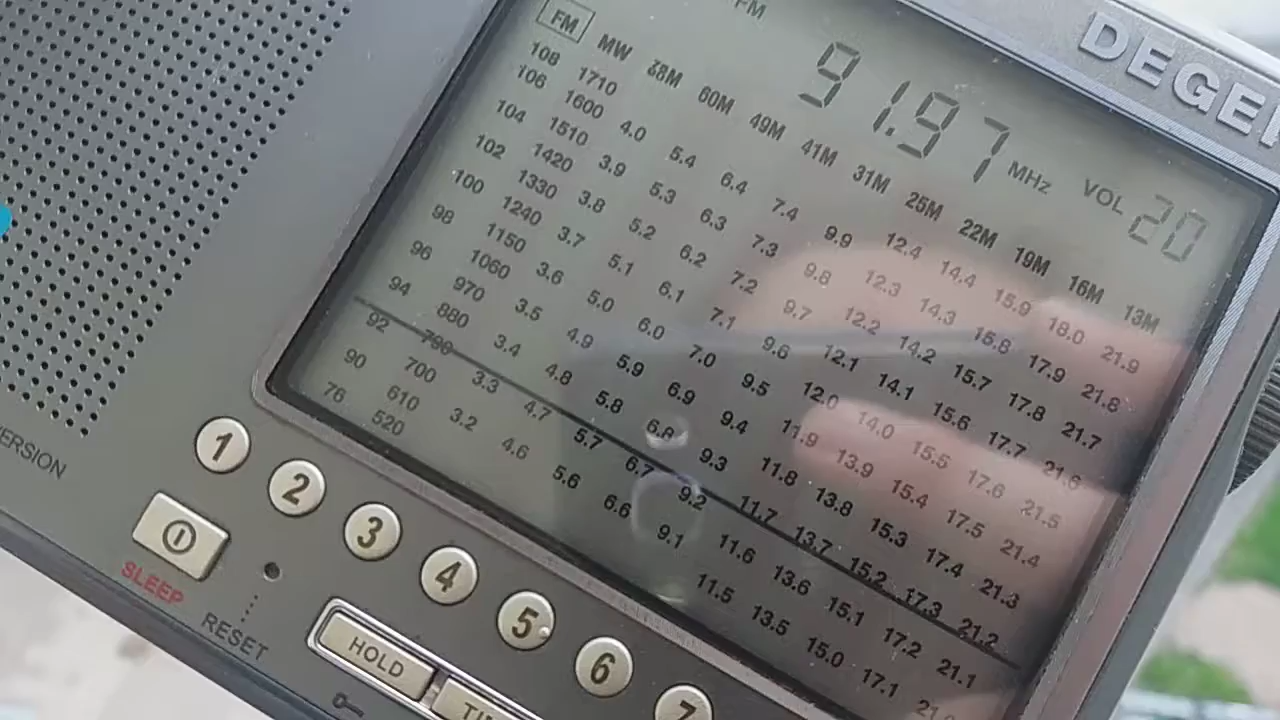 FM
91.97 MHz VOL 20
DEGE
FM MW 60M 49M 41M 31M 25M 22M 19M 16M 13M
108 1710
106 1600 4.0 5.4 6.4 7.4 9.9 12.4 14.4 15.9 18.0 21.9
104 1510 3.9 5.3 6.3 7.3 9.8 12.3 14.3 15.8 17.9 21.8
102 1420
1330 3.8 5.2 6.2 7.2 9.7 12.2 14.2 15.7 17.8 21.7
100 1240 3.7 5.1 6.1 7.1 9.6 12.1 14.1 15.6 17.7 21.6
98 1150 3.6 5.0 6.0 7.0 9.5 12.0 14.0 15.5 17.6 21.5
96 1060
970 3.5 4.9 5.9 6.9 9.4 11.9 13.9 15.4 17.5 21.4
94 880 3.4 4.8 5.8 6.8 9.3 11.8 13.8 15.3 17.4 21.3
92 790 3.3 4.7 5.7 6.7 9.2 11.7 13.7 15.2 17.3 21.2
90 700
610 3.2 4.6 5.6 6.6 9.1 11.6 13.6 15.1 17.2 21.1
76 520 11.5 13.5 15.0 17.1
ERSION
1 2 3 4 5 6 7
SLEEP
RESET
HOLD